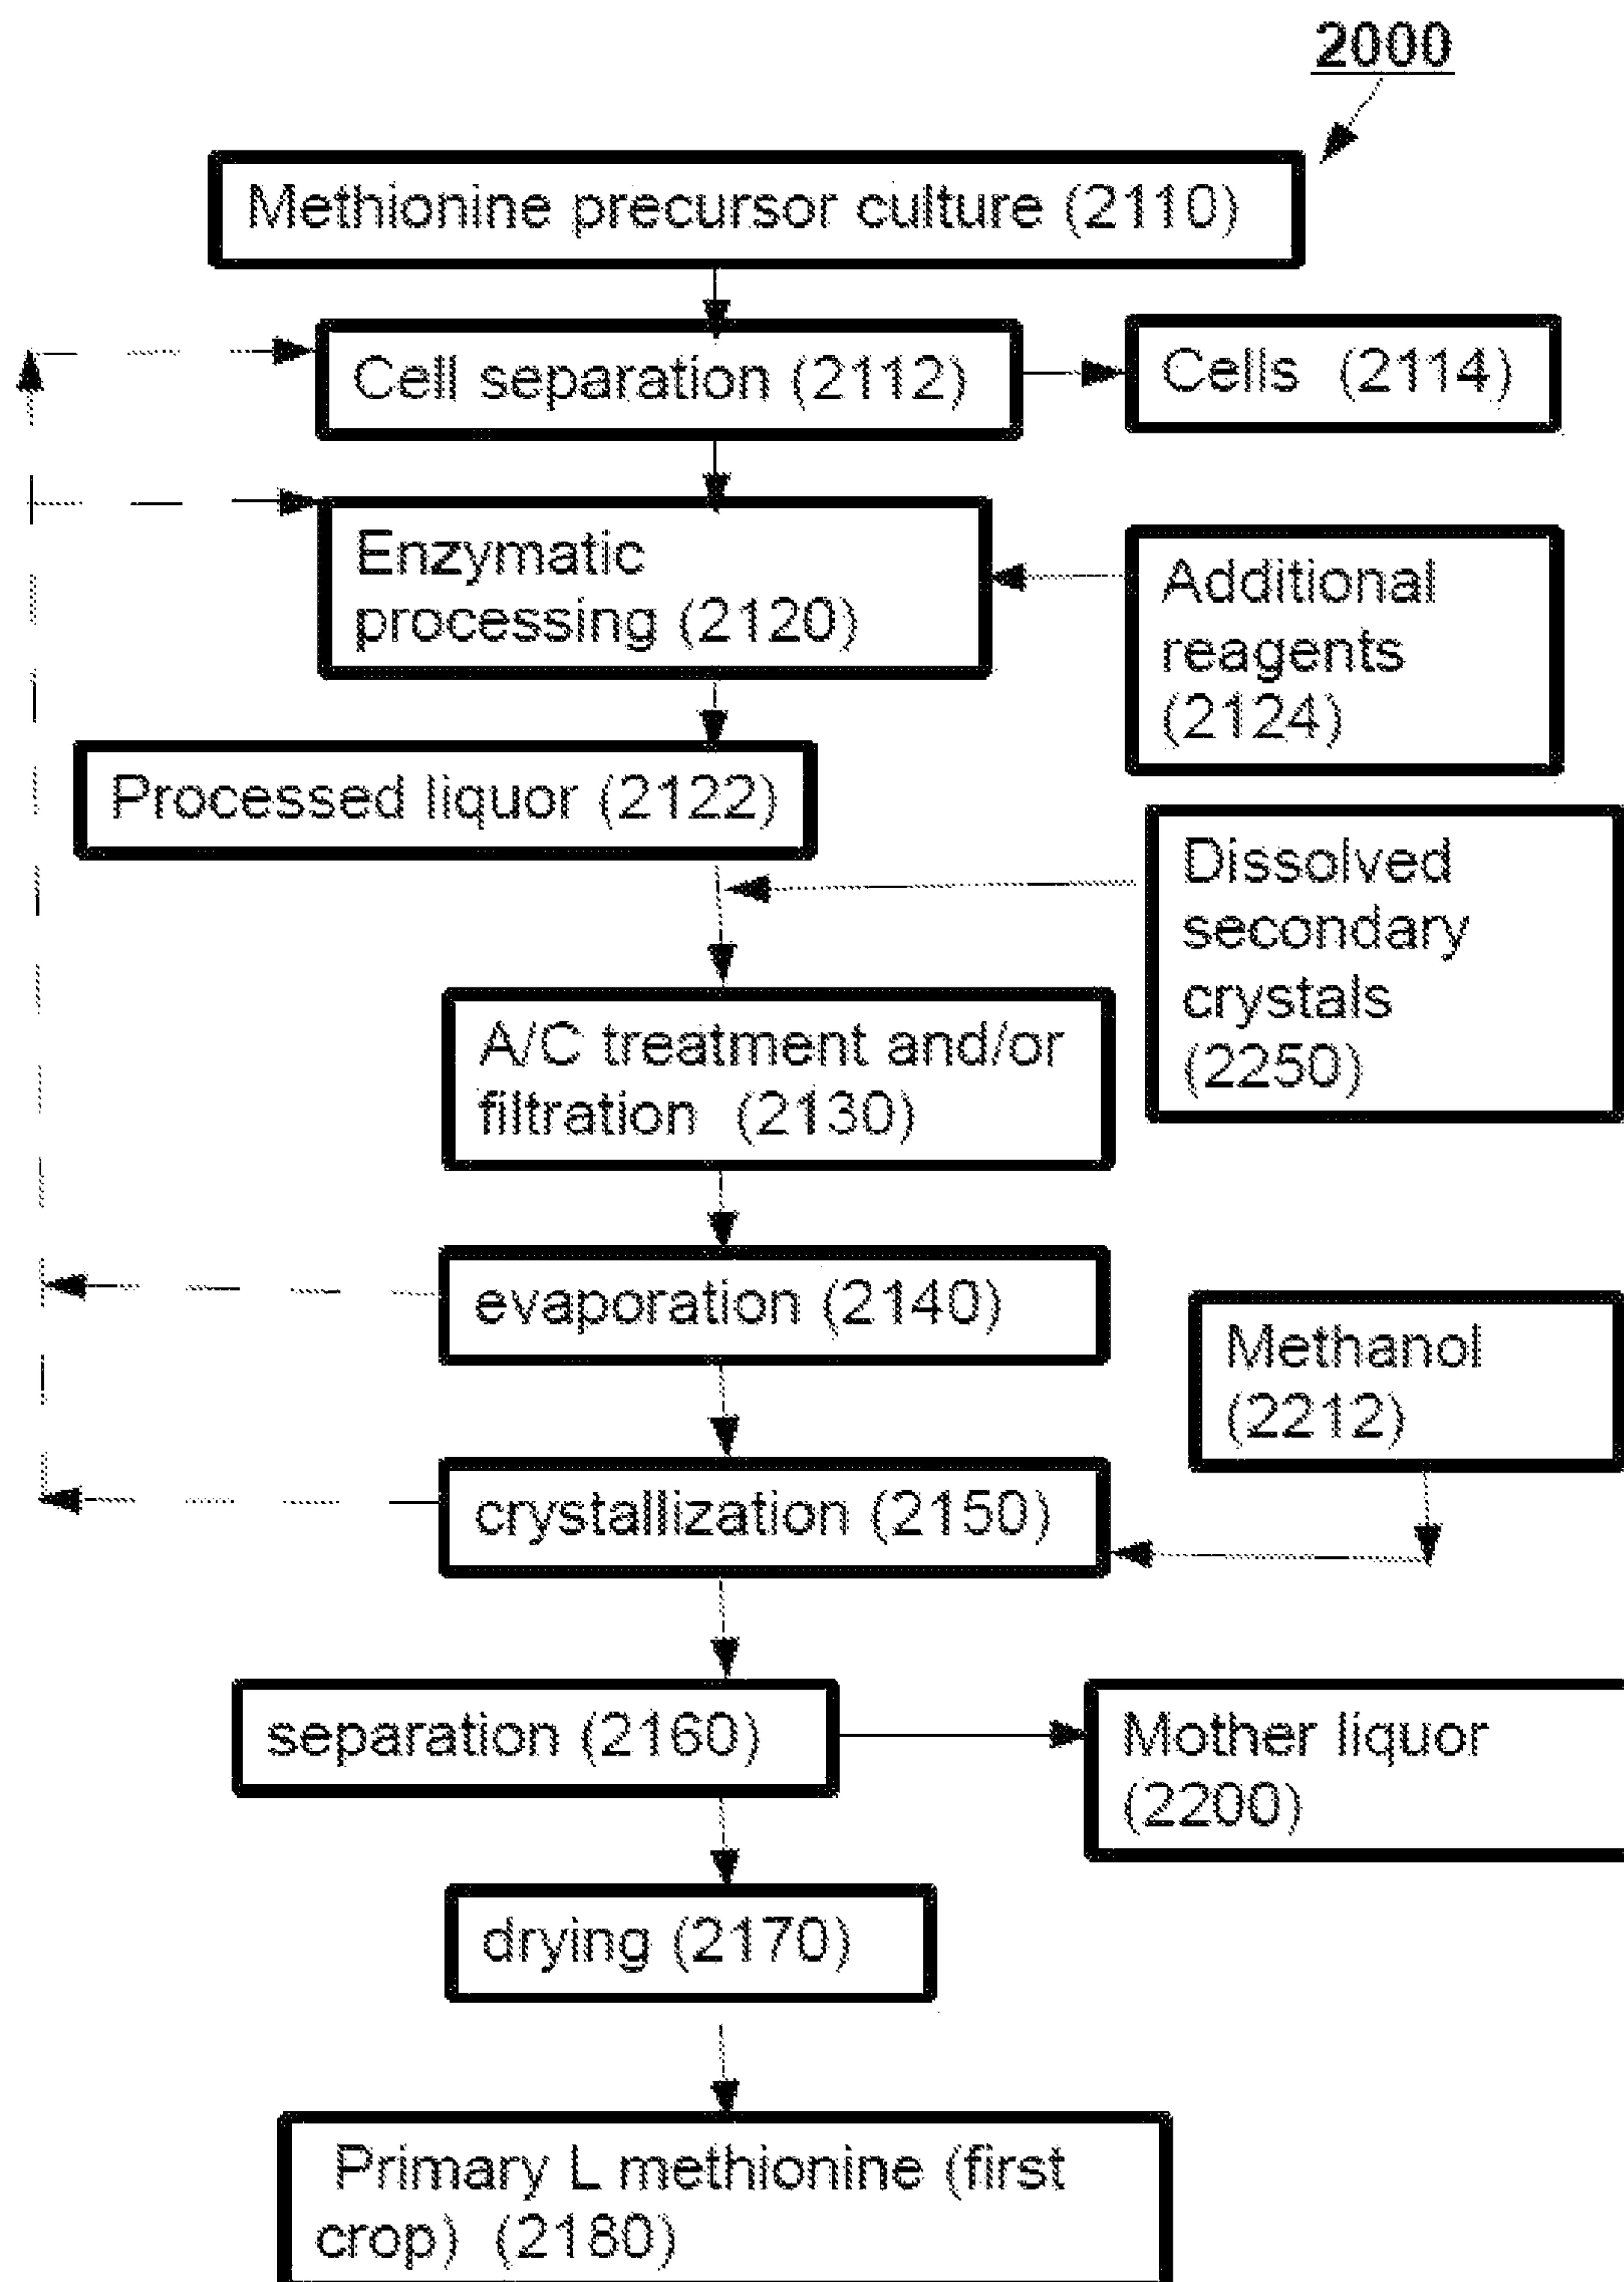 2000
Methionine precursor culture (2110)
Cell separation (2112)
Cells (2114)
Enzymatic
processing (2120)
Additional
reagents
(2124)
Processed liquor (2122)
Dissolved
secondary
crystals
(2250)
A/C treatment and/or
filtration (2130)
evaporation (2140)
Methanol
(2212)
crystallization (2150)
separation (2160)
Mother liquor
(2200)
drying (2170)
Primary L methionine (first
crop) (2180)